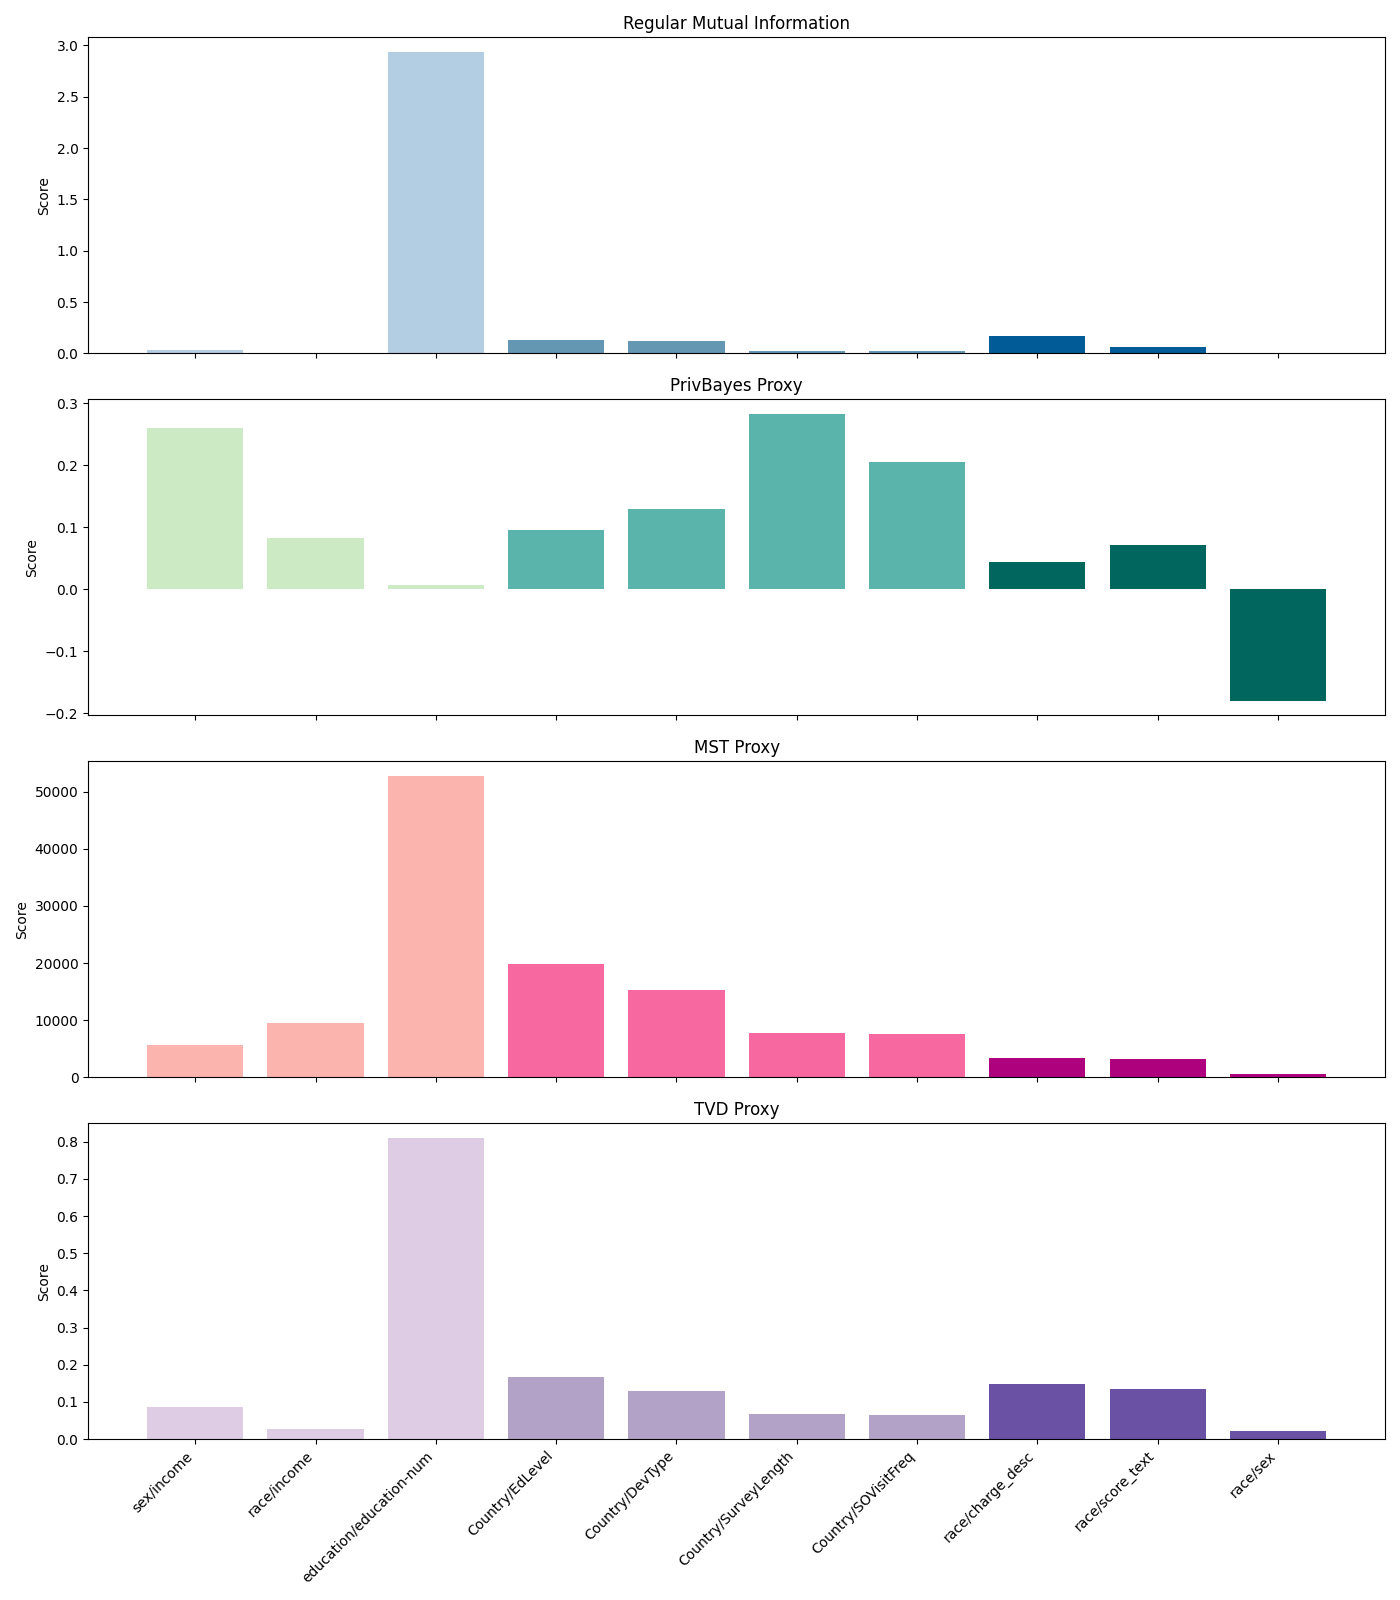 Regular Mutual Information
3.0
2.5
2.0
1.5
1.0
0.5
0.0
Score
PrivBayes Proxy
0.3
0.2
0.1
0.0
−0.1
−0.2
Score
MST Proxy
50000
40000
30000
20000
10000
0
Score
TVD Proxy
0.8
0.7
0.6
0.5
0.4
0.3
0.2
0.1
0.0
Score
sex/income
race/income
education/education-num
Country/EdLevel
Country/DevType
Country/SurveyLength
Country/SOVisitFreq
race/charge_desc
race/score_text
race/sex